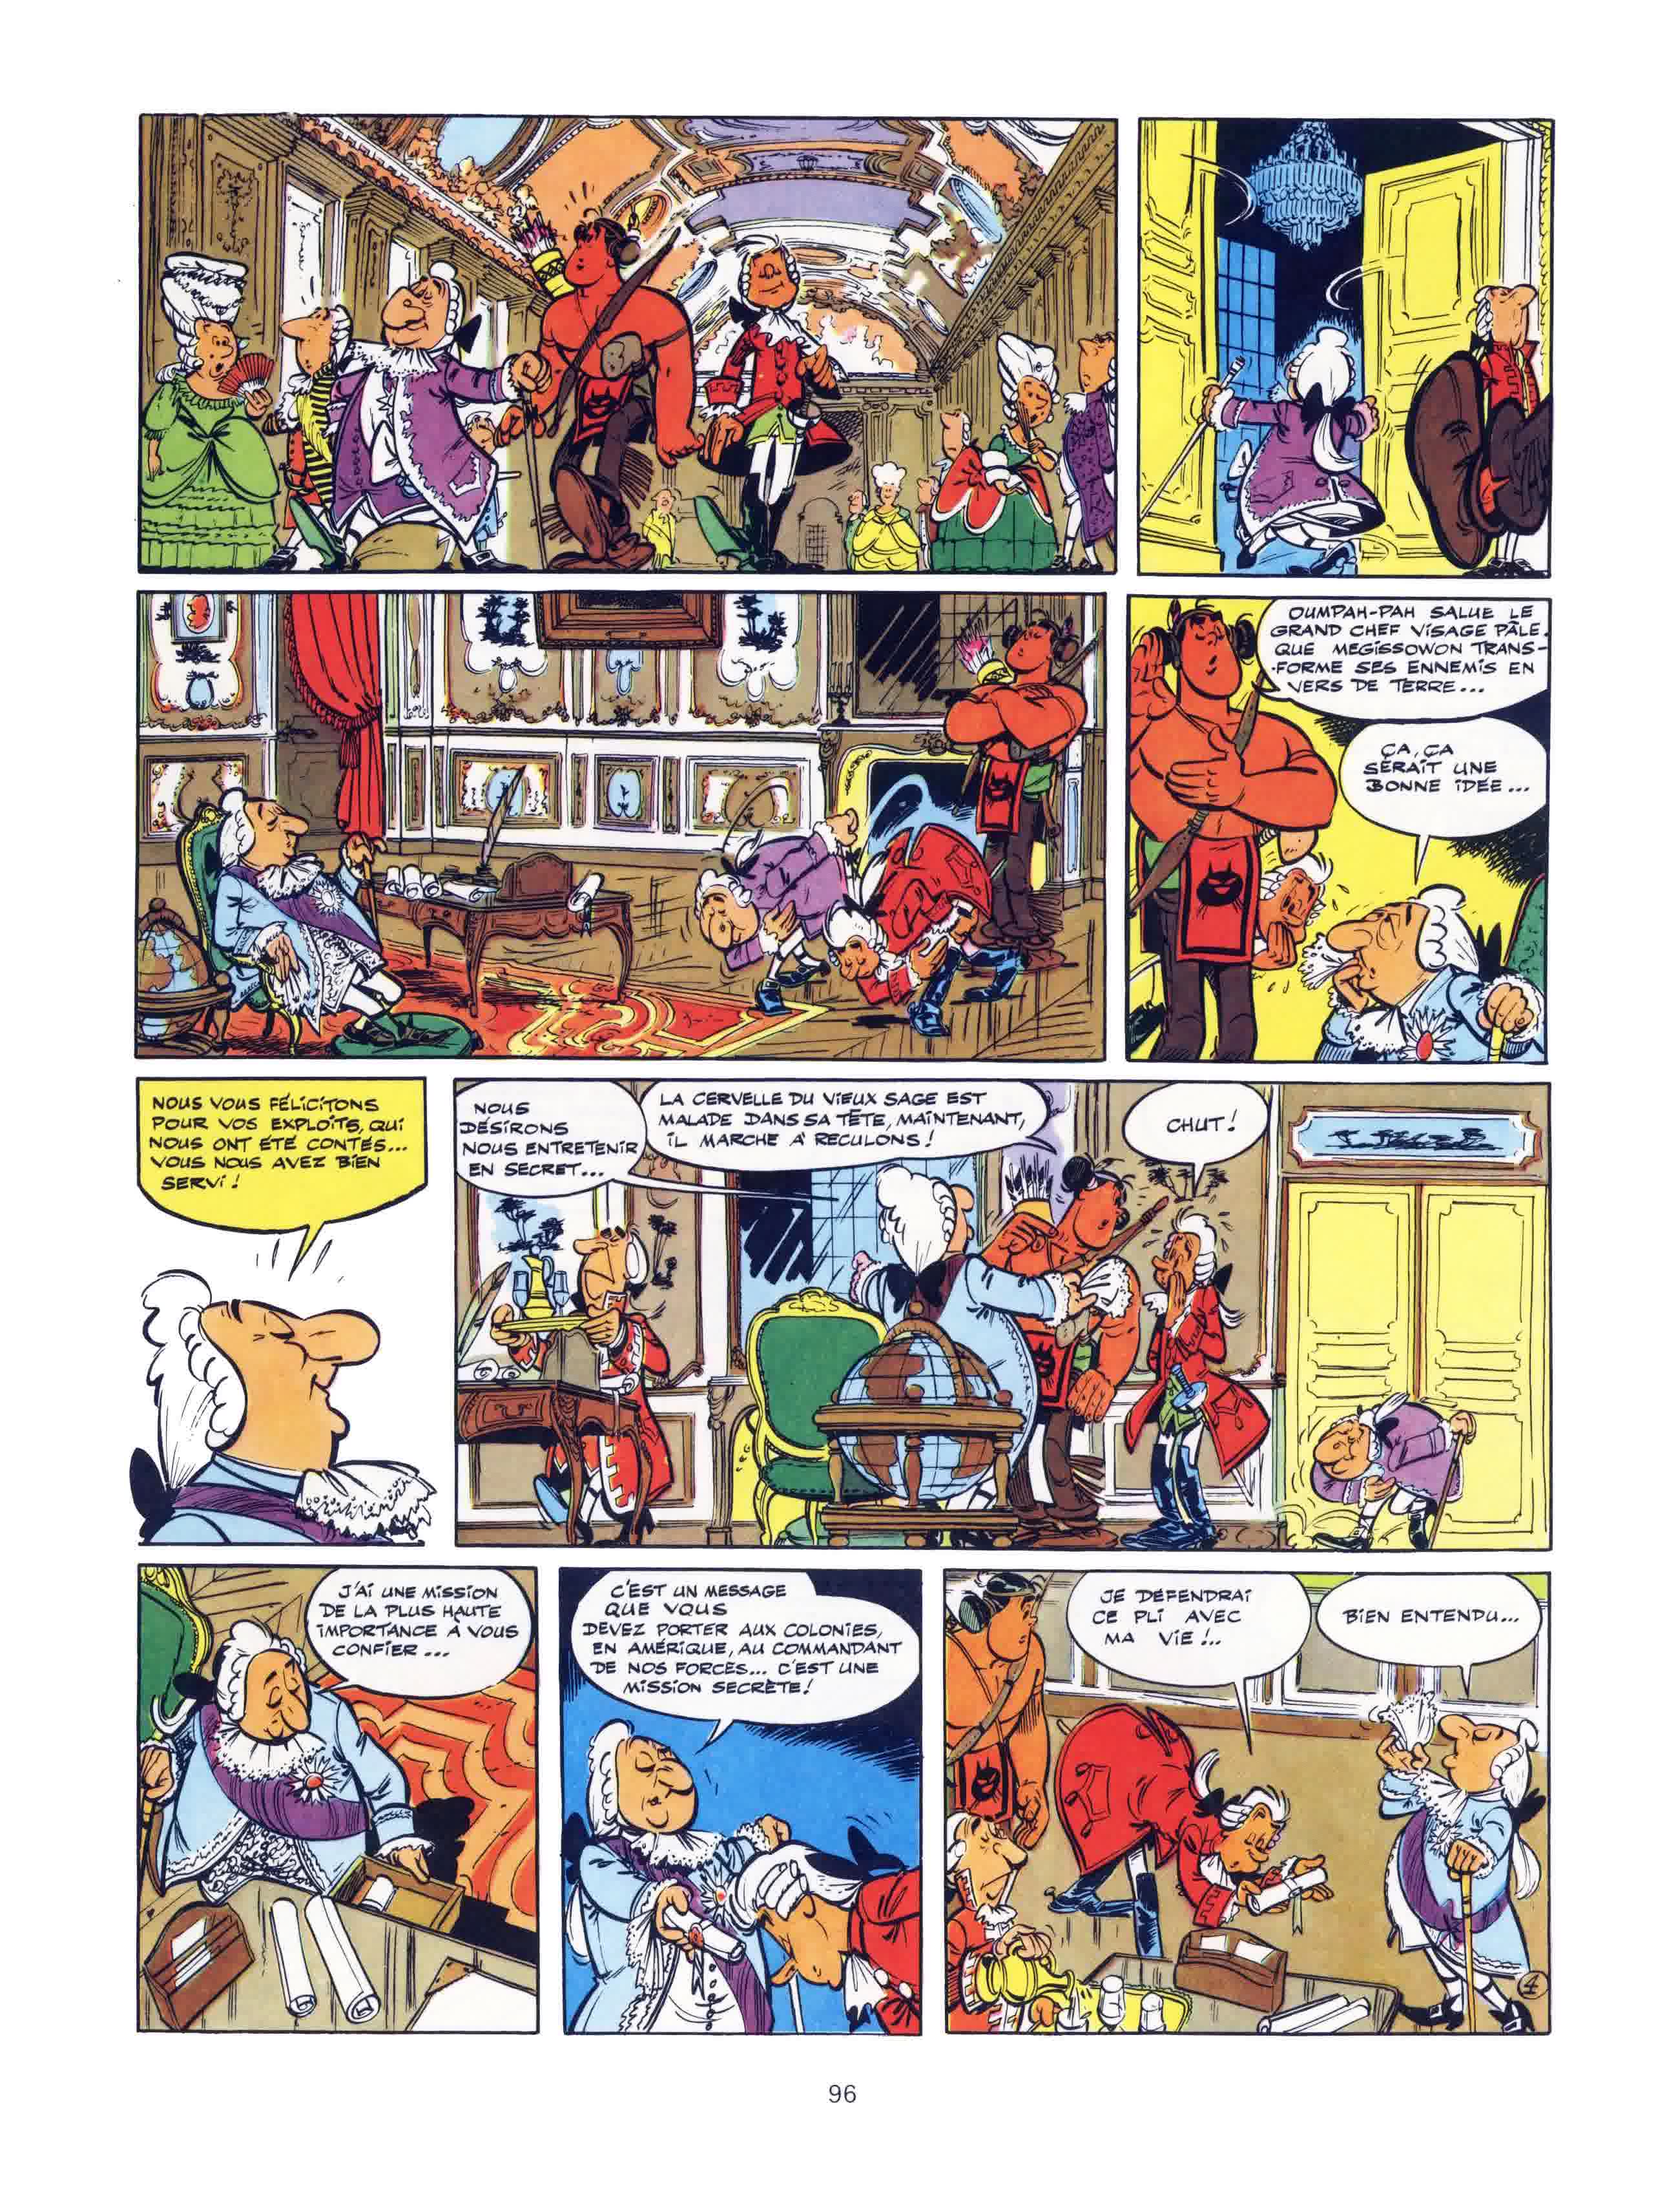 OUMPAH-PAH SALUE LE
GRAND CHEF VISAGE PÂLE.
QUE MEGISSOWON TRANS-
-FORME SES ENNEMIS EN
VERS DE TERRE...
ÇA, ÇA
SERAIT UNE
BONNE IDÉE...
NOUS VOUS FÉLICITONS
POUR VOS EXPLOITS, QUI
NOUS ONT ÉTÉ CONTÉS...
VOUS NOUS AVEZ BIEN
SERVI!
NOUS
DÉSIRONS
NOUS ENTRETENIR
EN SECRET...
LA CERVELLE DU VIEUX SAGE EST
MALADE DANS SA TÊTE, MAINTENANT,
IL MARCHE À RECULONS!
CHUT!
J'AI UNE MISSION
DE LA PLUS HAUTE
IMPORTANCE À VOUS
CONFIER...
C'EST UN MESSAGE
QUE VOUS
DEVEZ PORTER AUX COLONIES,
EN AMÉRIQUE, AU COMMANDANT
DE NOS FORCES... C'EST UNE
MISSION SECRÈTE!
JE DÉFENDRAI
CE PLI AVEC
MA VIE!..
BIEN ENTENDU...
4
96